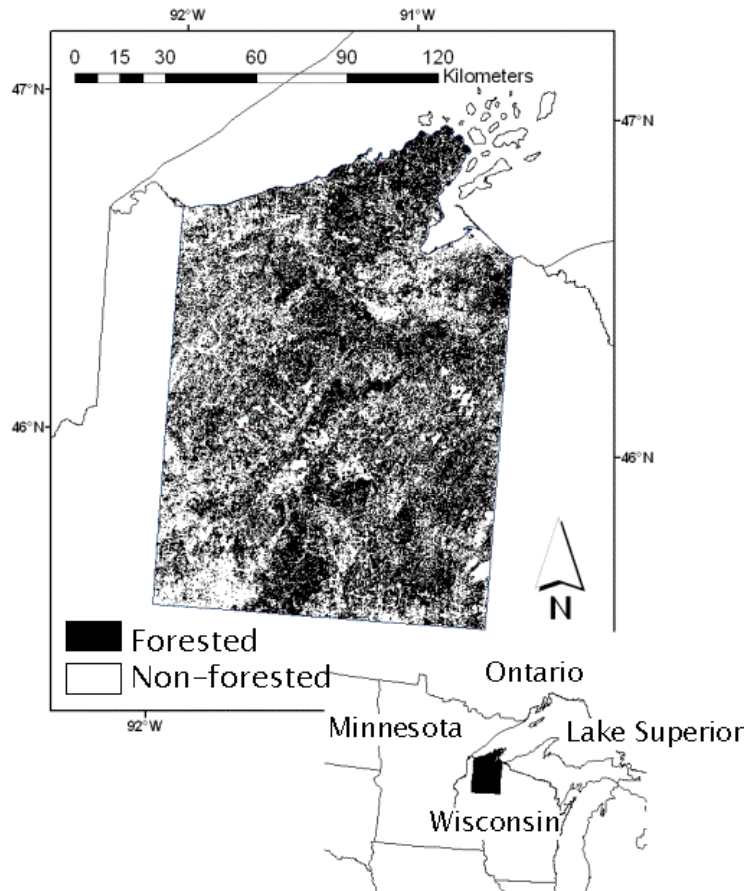 92°W 91°W
0 15 30 60 90 120
Kilometers
47°N
47°N
46°N
46°N
N
Forested
Non-forested
92°W
Ontario
Minnesota
Lake Superior
Wisconsin